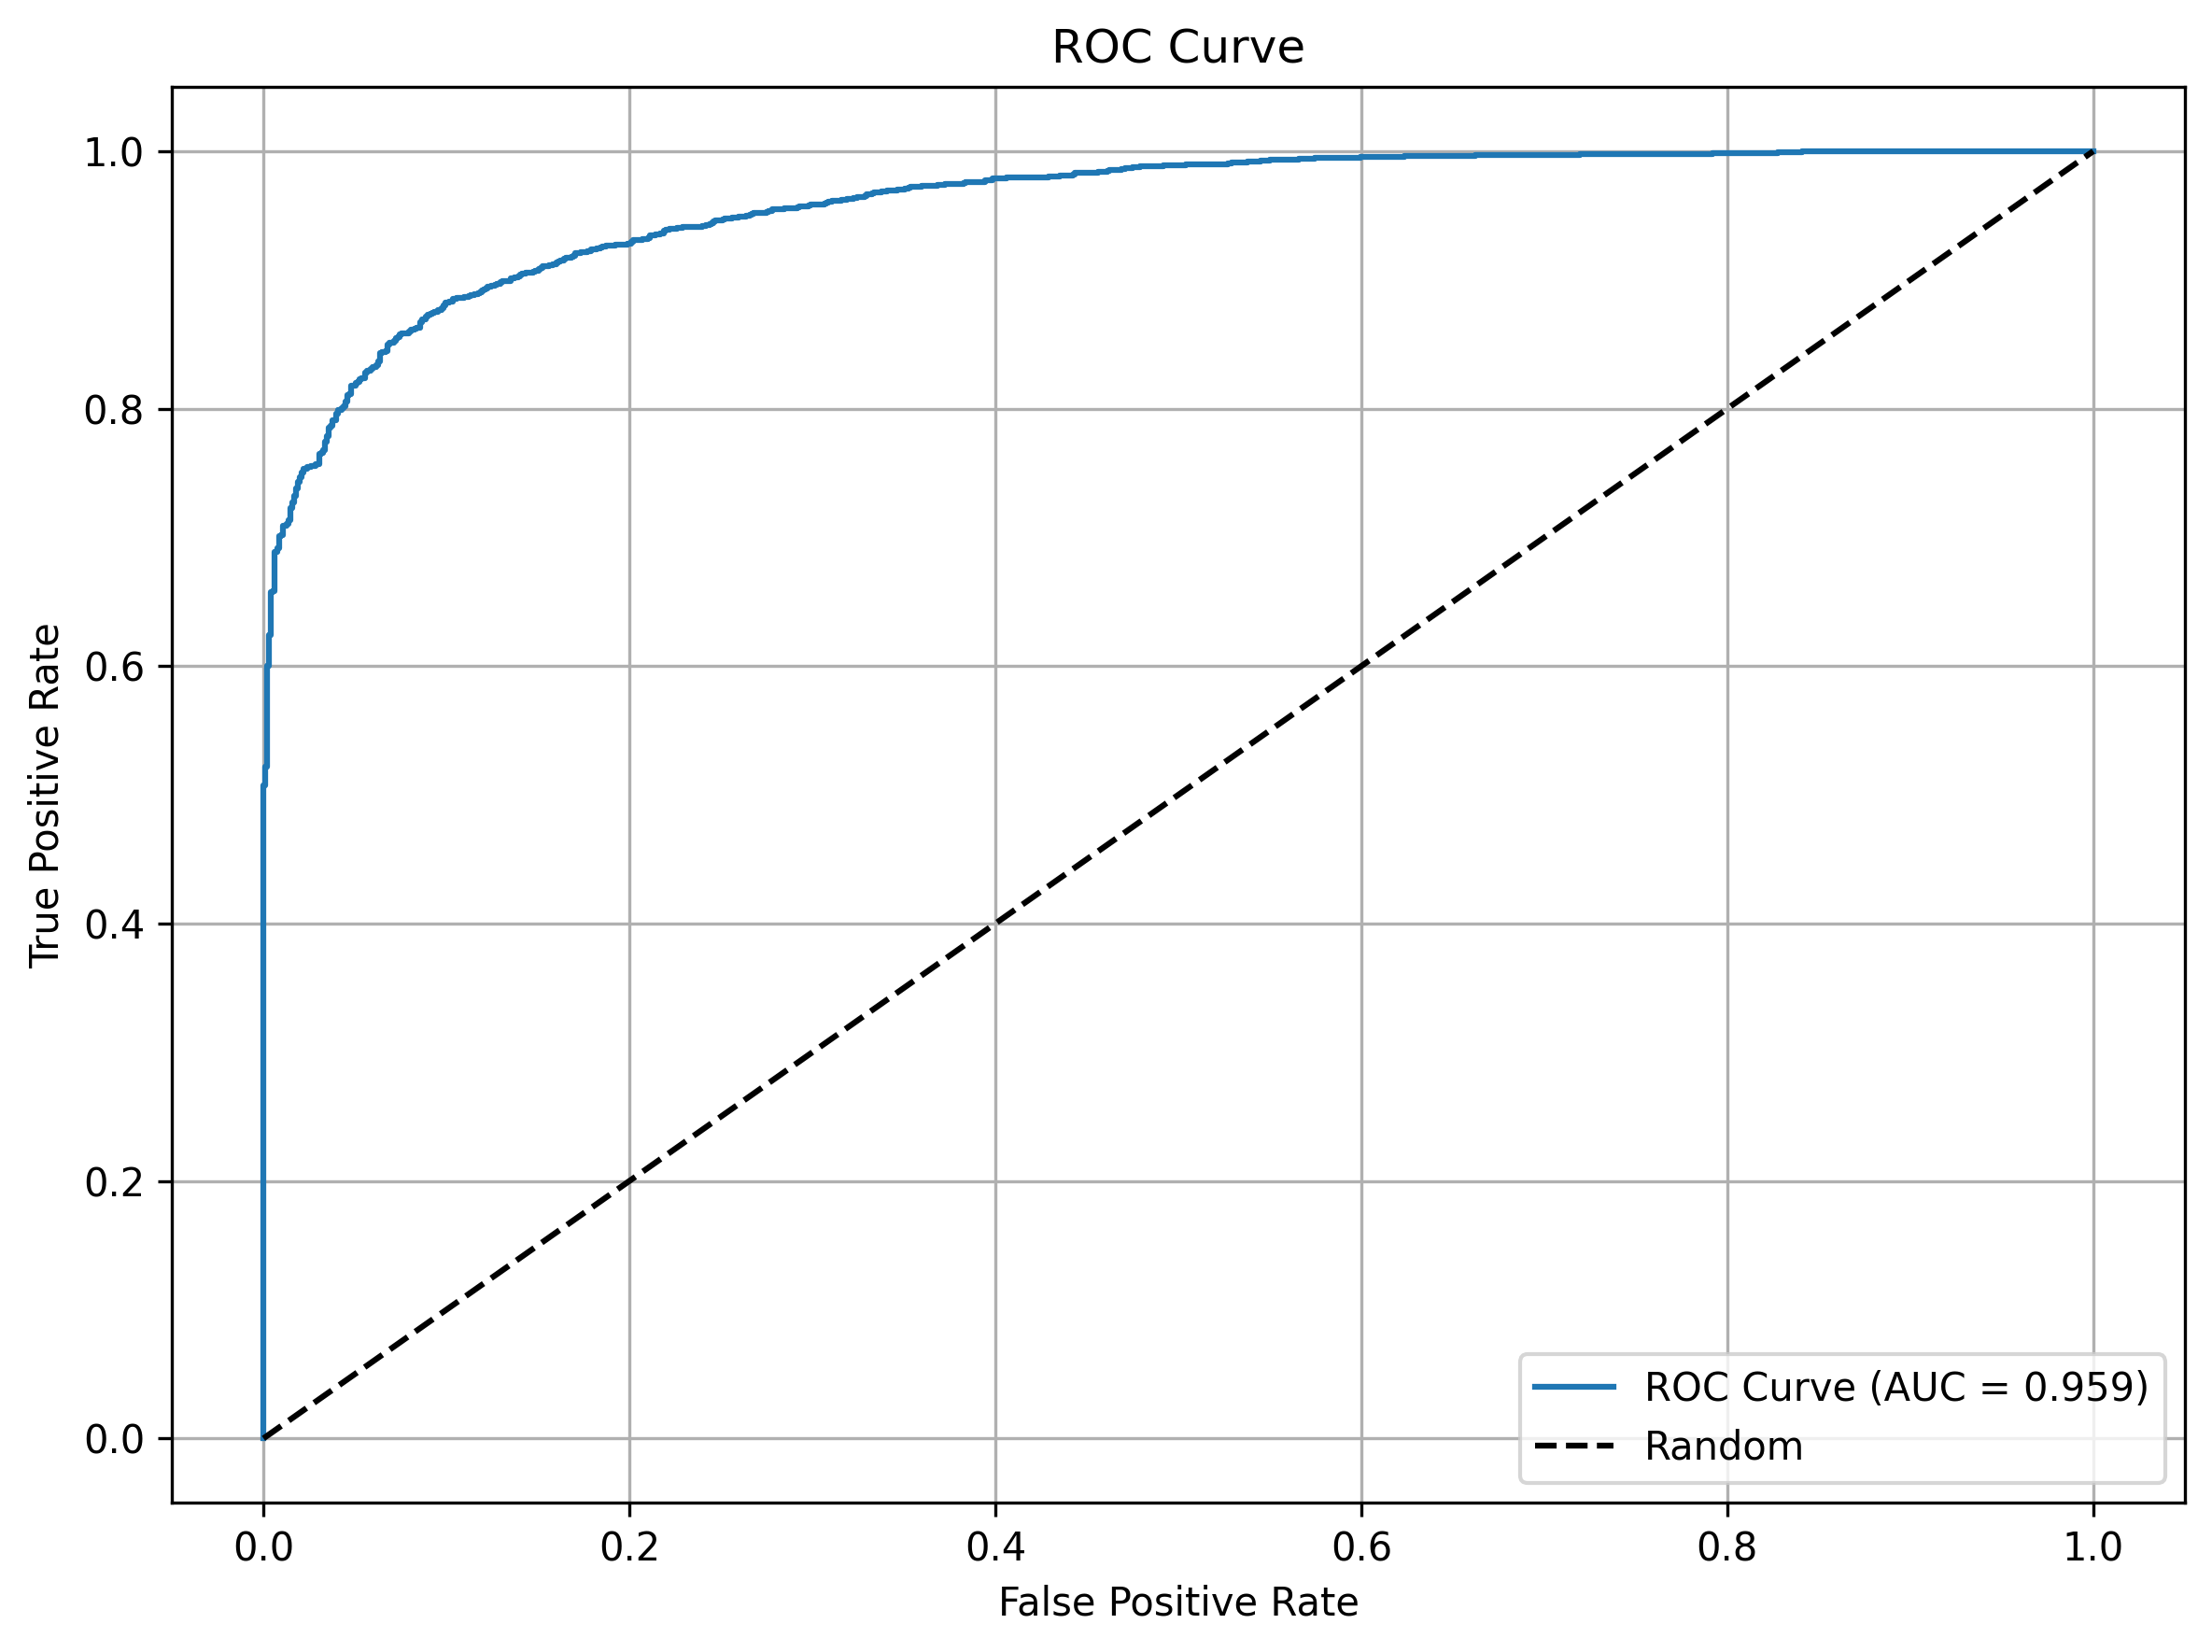 ROC Curve
1.0
0.8
0.6
0.4
0.2
0.0
True Positive Rate
ROC Curve (AUC = 0.959)
Random
0.0 0.2 0.4 0.6 0.8 1.0
False Positive Rate